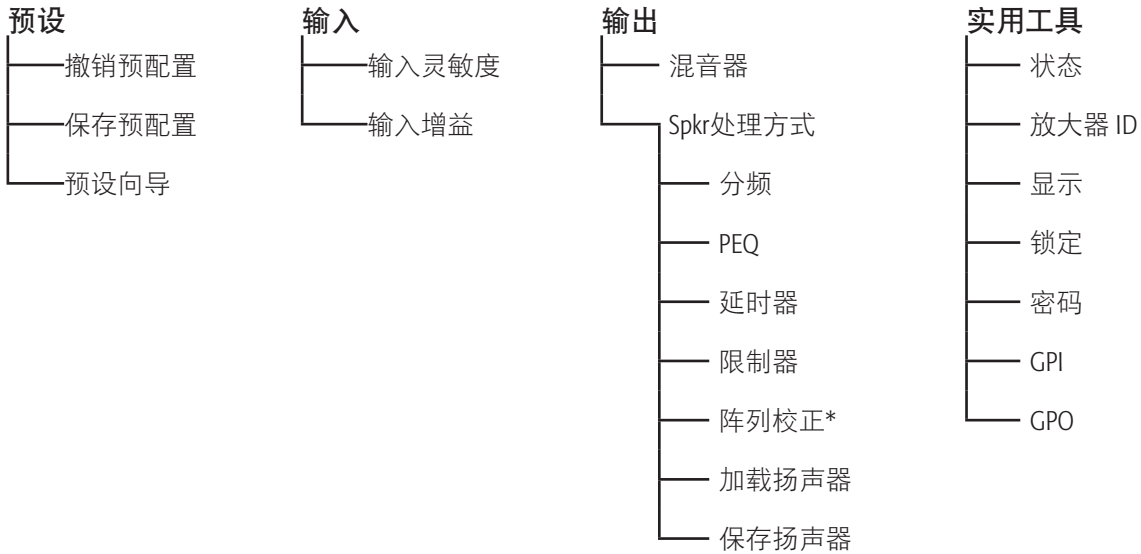 预设
撤销预配置
保存预配置
预设向导
输入
输入灵敏度
输入增益
输出
混音器
Spkr处理方式
分频
PEQ
延时器
限制器
阵列校正*
加载扬声器
保存扬声器
实用工具
状态
放大器 ID
显示
锁定
密码
GPI
GPO